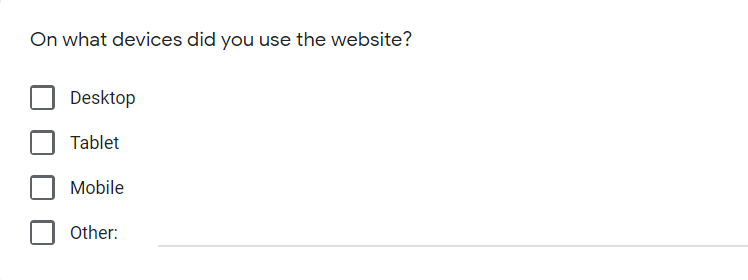 On what devices did you use the website?
Desktop
Tablet
Mobile
Other: